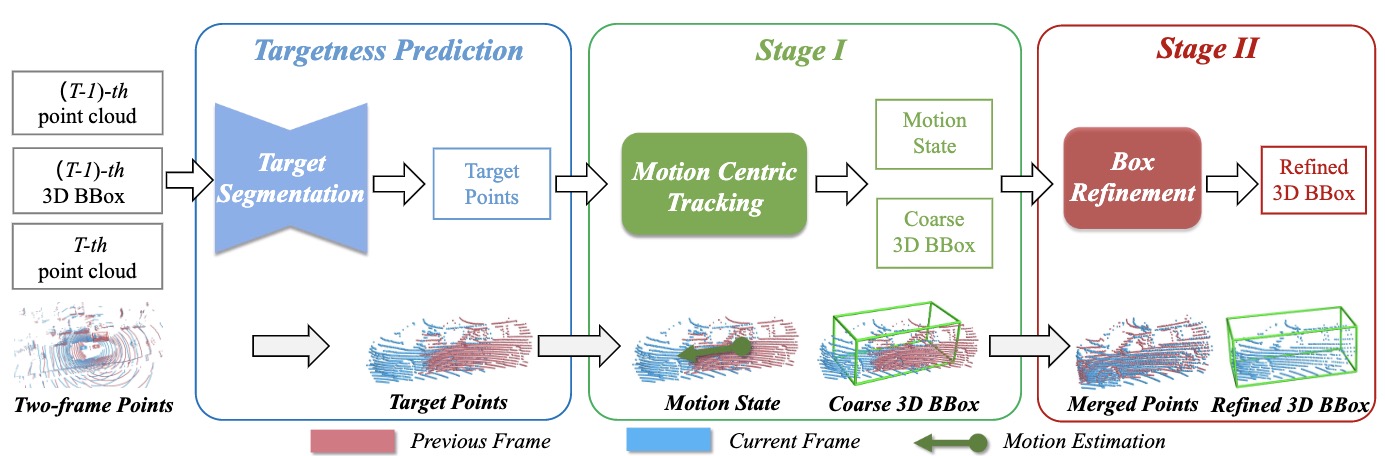 Targetness Prediction
Stage I
Stage II
(T-1)-th
point cloud
(T-1)-th
3D BBox
T-th
point cloud
Target
Segmentation
Target
Points
Motion Centric
Tracking
Motion
State
Coarse
3D BBox
Box
Refinement
Refined
3D BBox
Two-frame Points
Target Points
Motion State
Coarse 3D BBox
Merged Points
Refined 3D BBox
Previous Frame
Current Frame
Motion Estimation